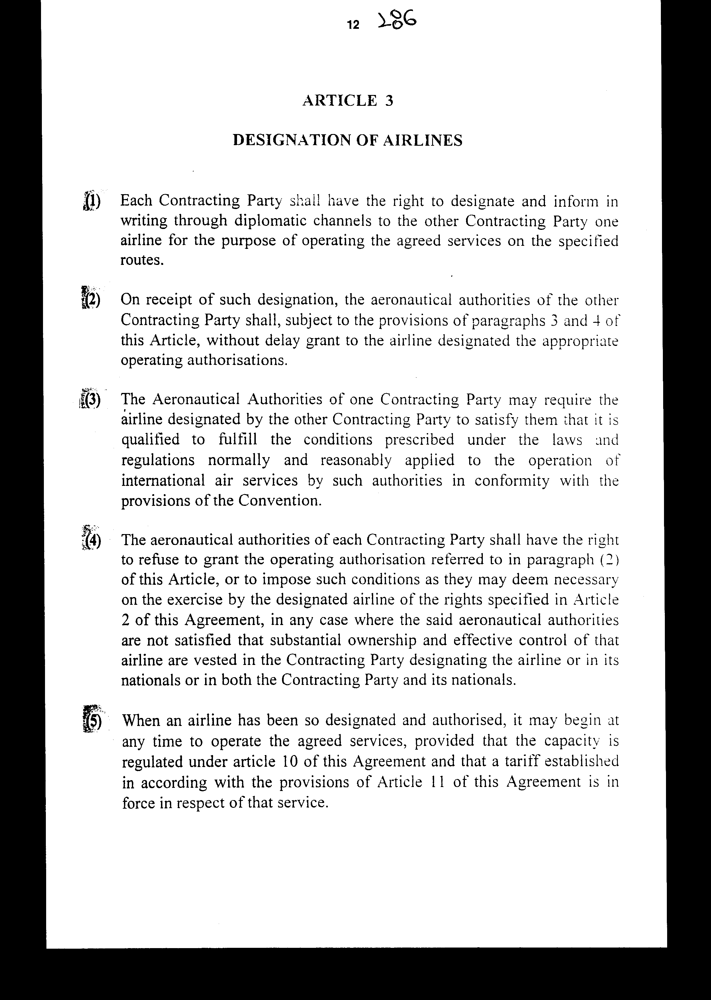 12 286
ARTICLE 3
DESIGNATION OF AIRLINES
(1) Each Contracting Party shall have the right to designate and inform in
writing through diplomatic channels to the other Contracting Party one
airline for the purpose of operating the agreed services on the specified
routes.
(2) On receipt of such designation, the aeronautical authorities of the other
Contracting Party shall, subject to the provisions of paragraphs 3 and 4 of
this Article, without delay grant to the airline designated the appropriate
operating authorisations.
(3) The Aeronautical Authorities of one Contracting Party may require the
airline designated by the other Contracting Party to satisfy them that it is
qualified to fulfill the conditions prescribed under the laws and
regulations normally and reasonably applied to the operation of
international air services by such authorities in conformity with the
provisions of the Convention.
(4) The aeronautical authorities of each Contracting Party shall have the right
to refuse to grant the operating authorisation referred to in paragraph (2)
of this Article, or to impose such conditions as they may deem necessary
on the exercise by the designated airline of the rights specified in Article
2 of this Agreement, in any case where the said aeronautical authorities
are not satisfied that substantial ownership and effective control of that
airline are vested in the Contracting Party designating the airline or in its
nationals or in both the Contracting Party and its nationals.
(5) When an airline has been so designated and authorised, it may begin at
any time to operate the agreed services, provided that the capacity is
regulated under article 10 of this Agreement and that a tariff established
in according with the provisions of Article 11 of this Agreement is in
force in respect of that service.